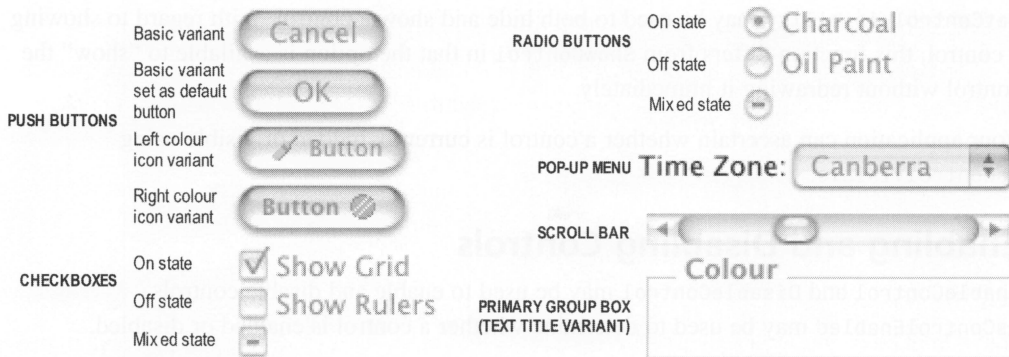 PUSH BUTTONS
Basic variant
Cancel
Basic variant
set as default
button
OK
Left colour
icon variant
Button
Right colour
icon variant
Button
CHECKBOXES
On state
Show Grid
Off state
Show Rulers
Mixed state
RADIO BUTTONS
On state
Charcoal
Off state
Oil Paint
Mixed state
POP-UP MENU
Time Zone:
Canberra
SCROLL BAR
PRIMARY GROUP BOX
(TEXT TITLE VARIANT)
Colour